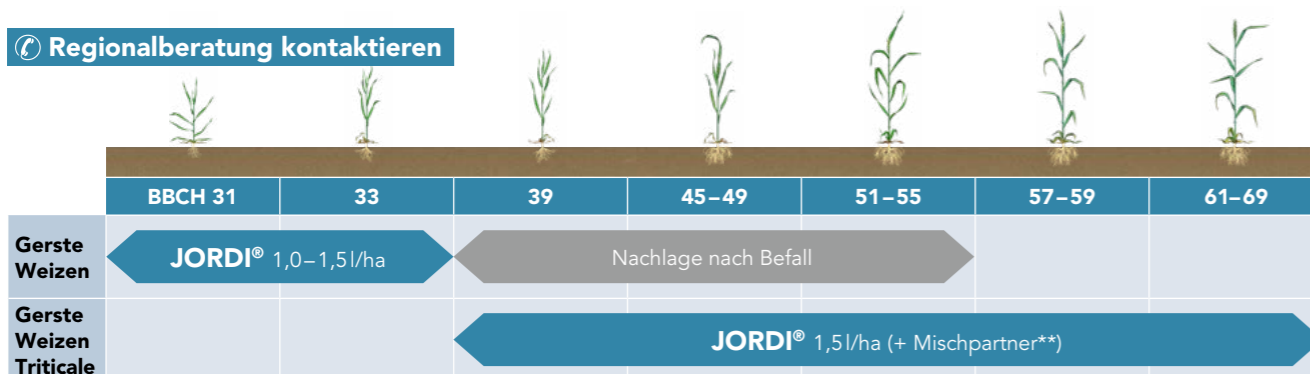 Regionalberatung kontaktieren
BBCH 31 33 39 45–49 51–55 57–59 61–69
Gerste
Weizen
JORDI® 1,0–1,5 l/ha
Nachlage nach Befall
Gerste
Weizen
Triticale
JORDI® 1,5 l/ha (+ Mischpartner**)